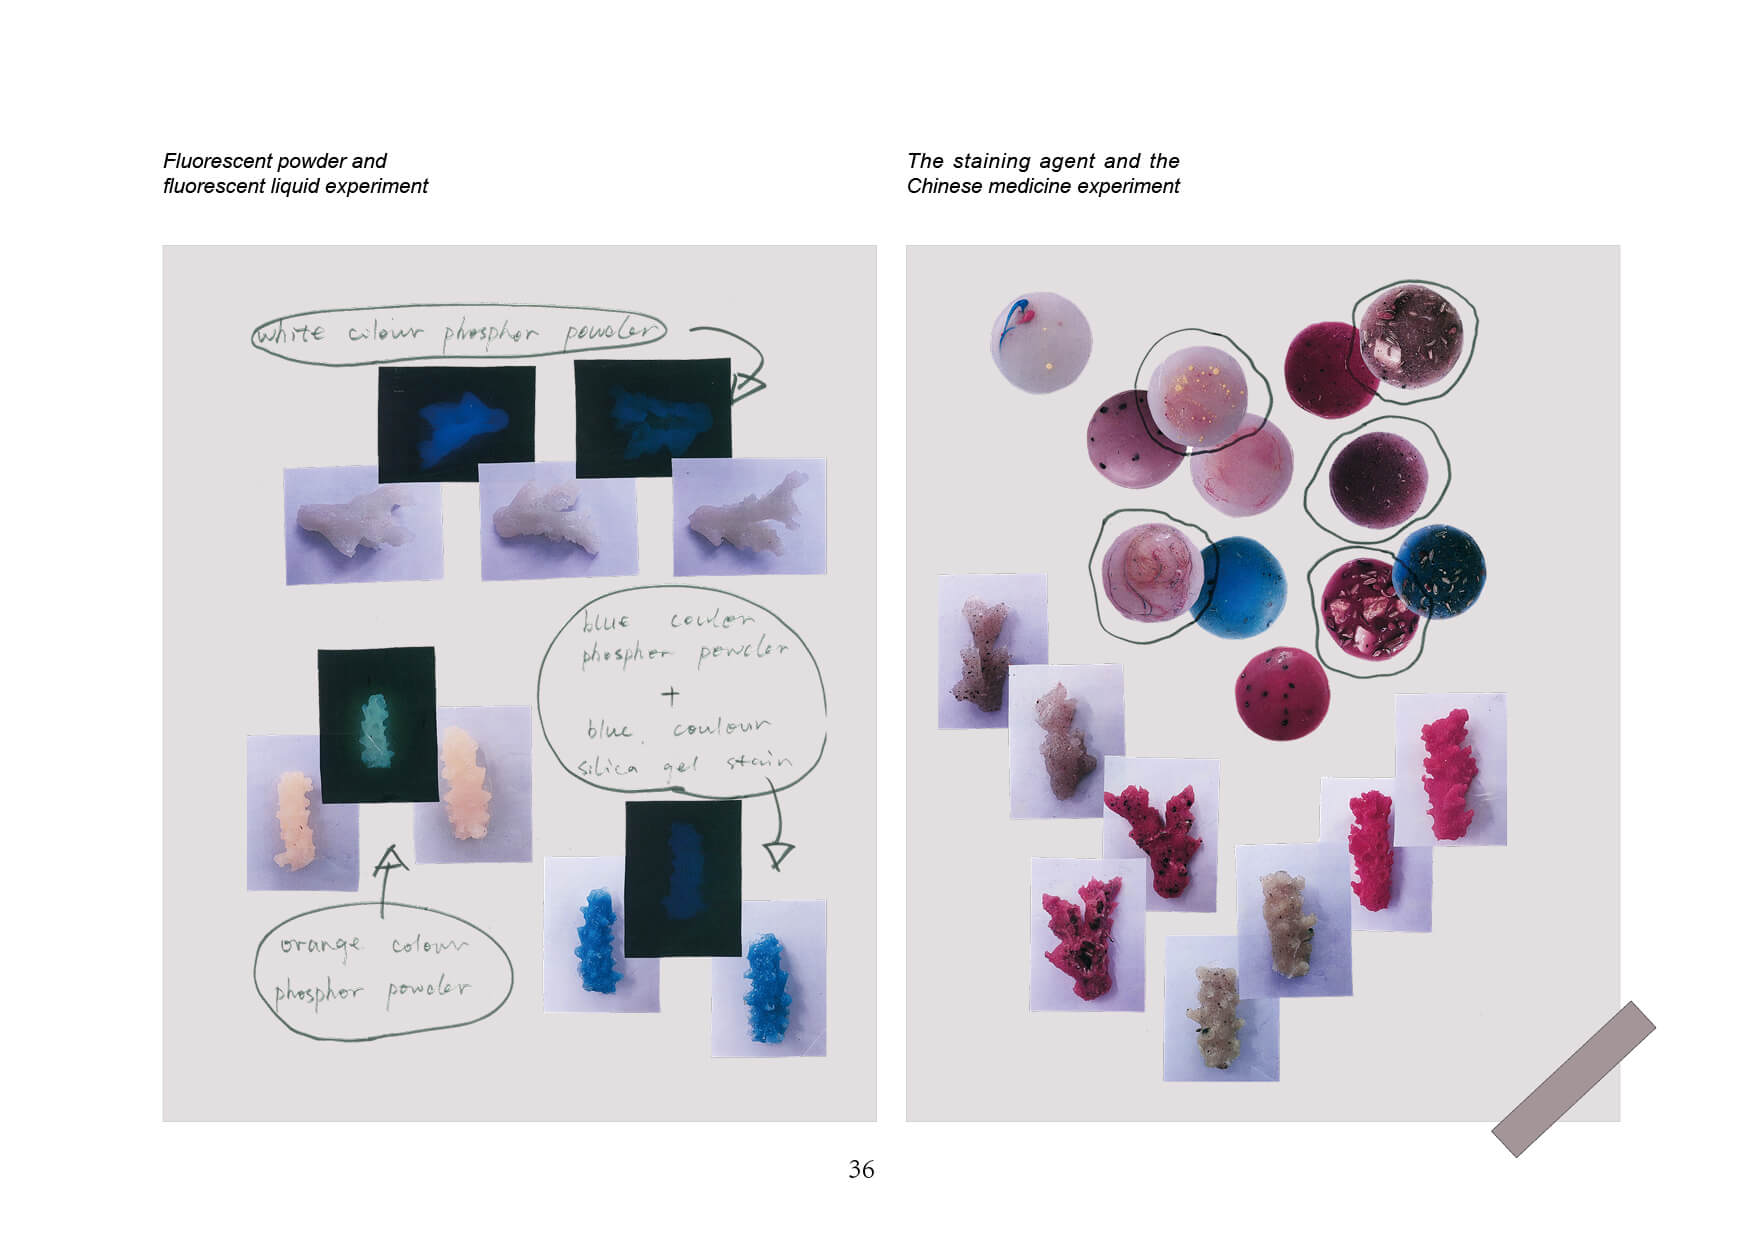 Fluorescent powder and
fluorescent liquid experiment
white colour phosphor powder
blue couler
phosphor powder
+
blue coulour
silica gel stain
orange colour
phosphor powder
The staining agent and the
Chinese medicine experiment
36